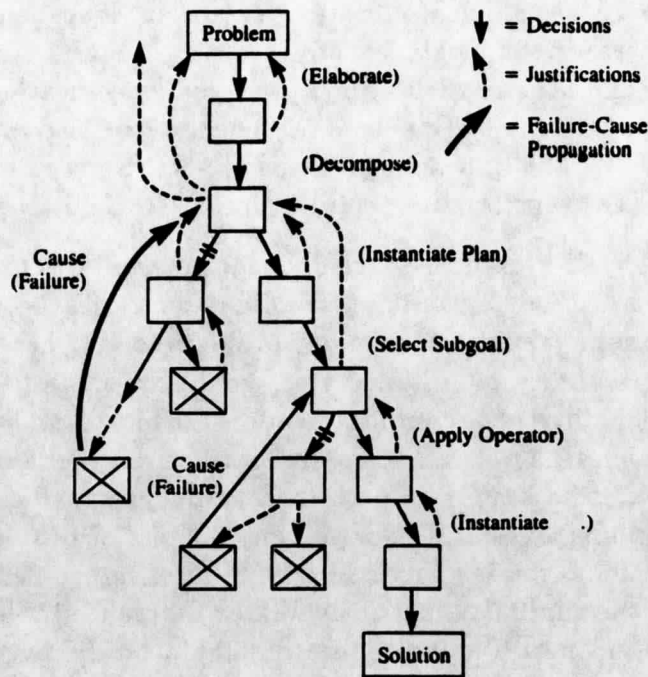 Problem
= Decisions
(Elaborate)
= Justifications
(Decompose)
= Failure-Cause
Propagation
Cause
(Failure)
(Instantiate Plan)
(Select Subgoal)
Cause
(Failure)
(Apply Operator)
(Instantiate .)
Solution